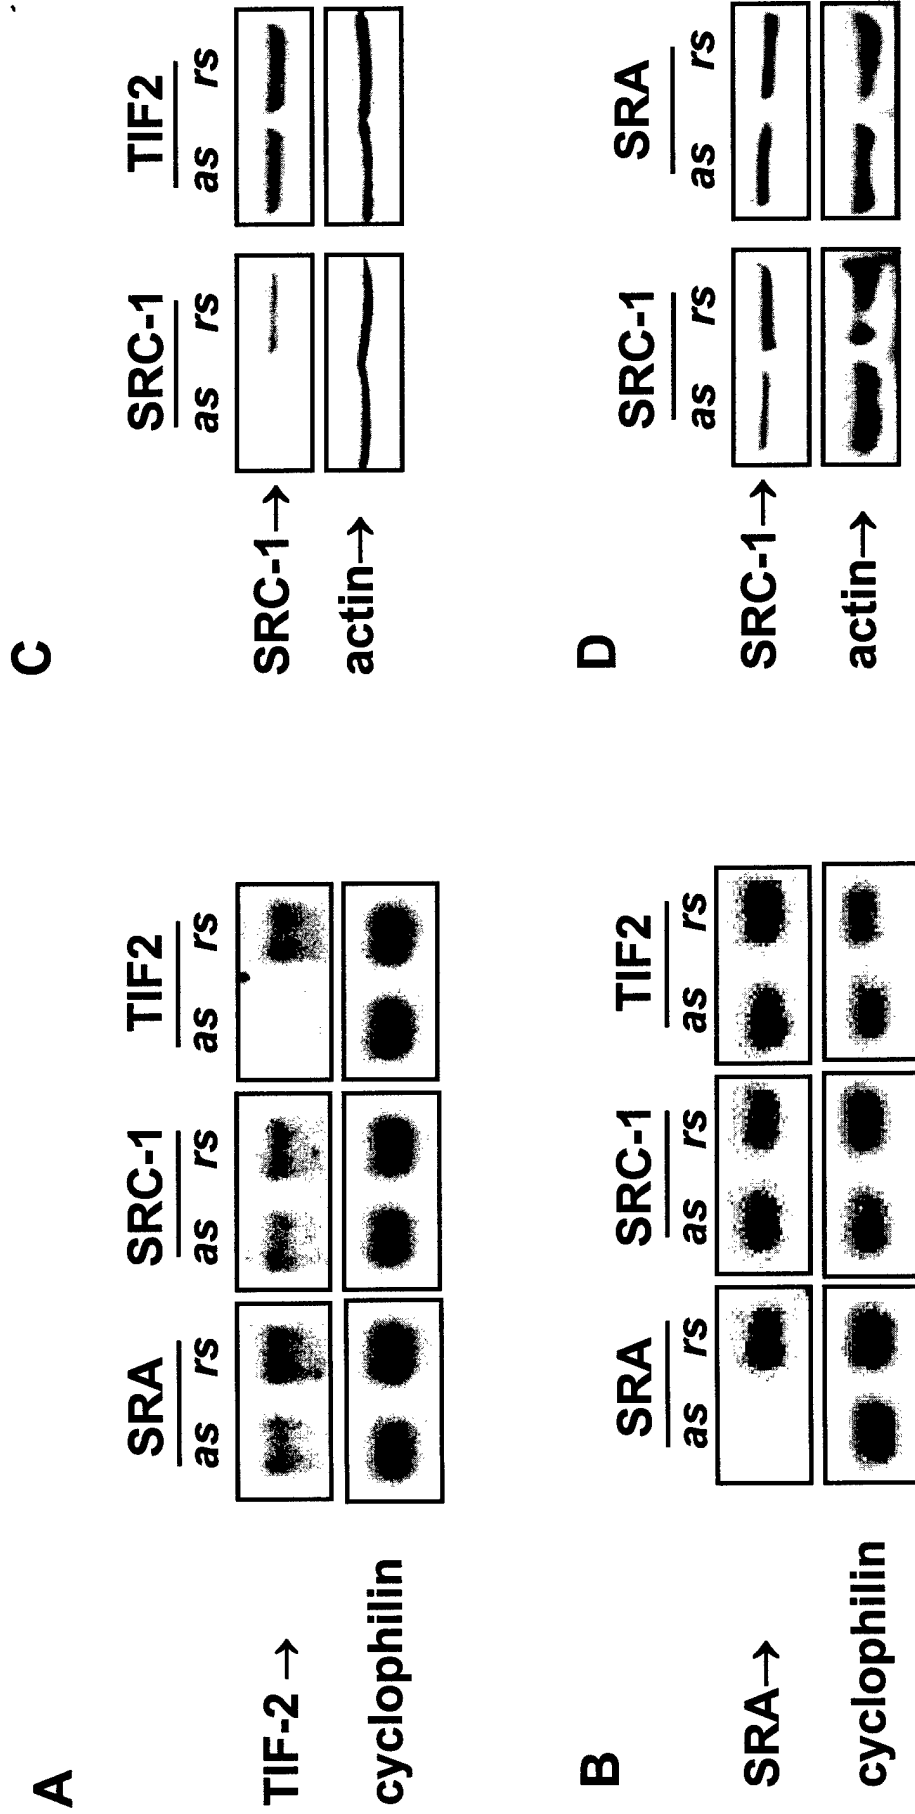 A
SRA SRC-1 TIF2
as rs as rs as rs
TIF-2 →
cyclophilin
B
SRA SRC-1 TIF2
as rs as rs as rs
SRA→
cyclophilin
C
SRC-1 TIF2
as rs as rs
SRC-1→
actin→
D
SRC-1 SRA
as rs as rs
SRC-1→
actin→